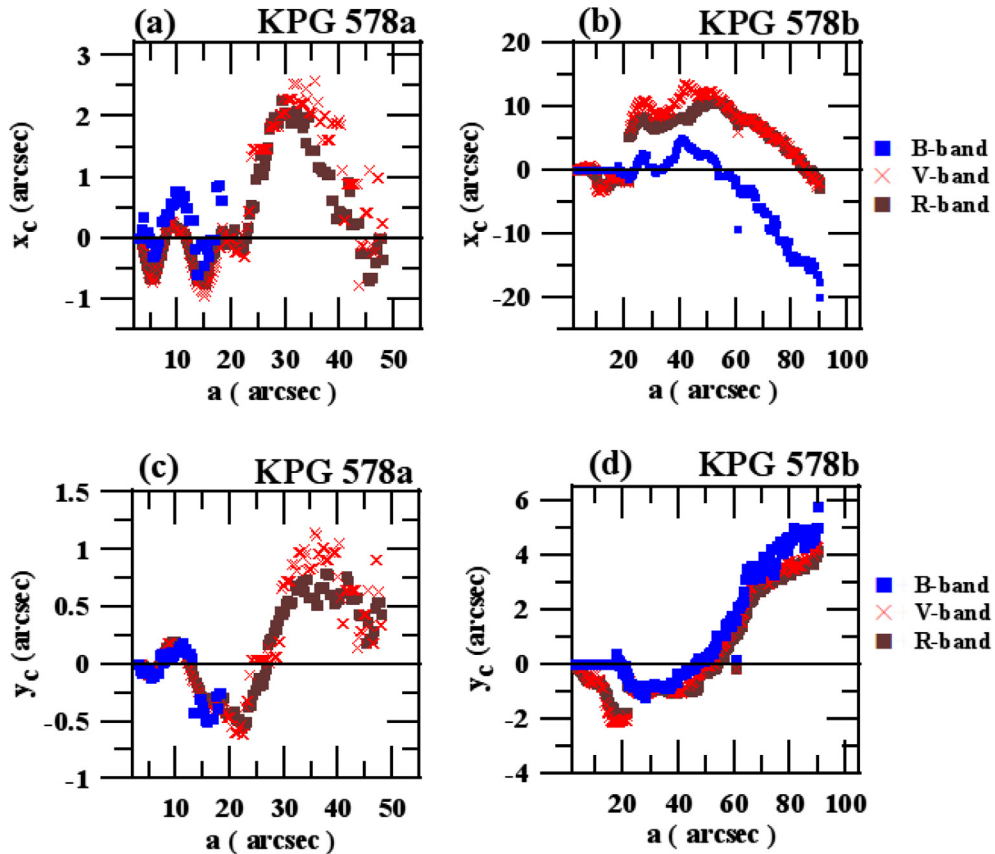 (a) KPG 578a
3
2
1
0
-1
x_c (arcsec)
10 20 30 40 50
a ( arcsec )
(b) KPG 578b
20
10
0
-10
-20
x_c (arcsec)
20 40 60 80 100
a ( arcsec )
B-band
V-band
R-band
(c) KPG 578a
1.5
1
0.5
0
-0.5
-1
y_c (arcsec)
10 20 30 40 50
a ( arcsec )
(d) KPG 578b
6
4
2
0
-2
-4
y_c (arcsec)
20 40 60 80 100
a ( arcsec )
B-band
V-band
R-band